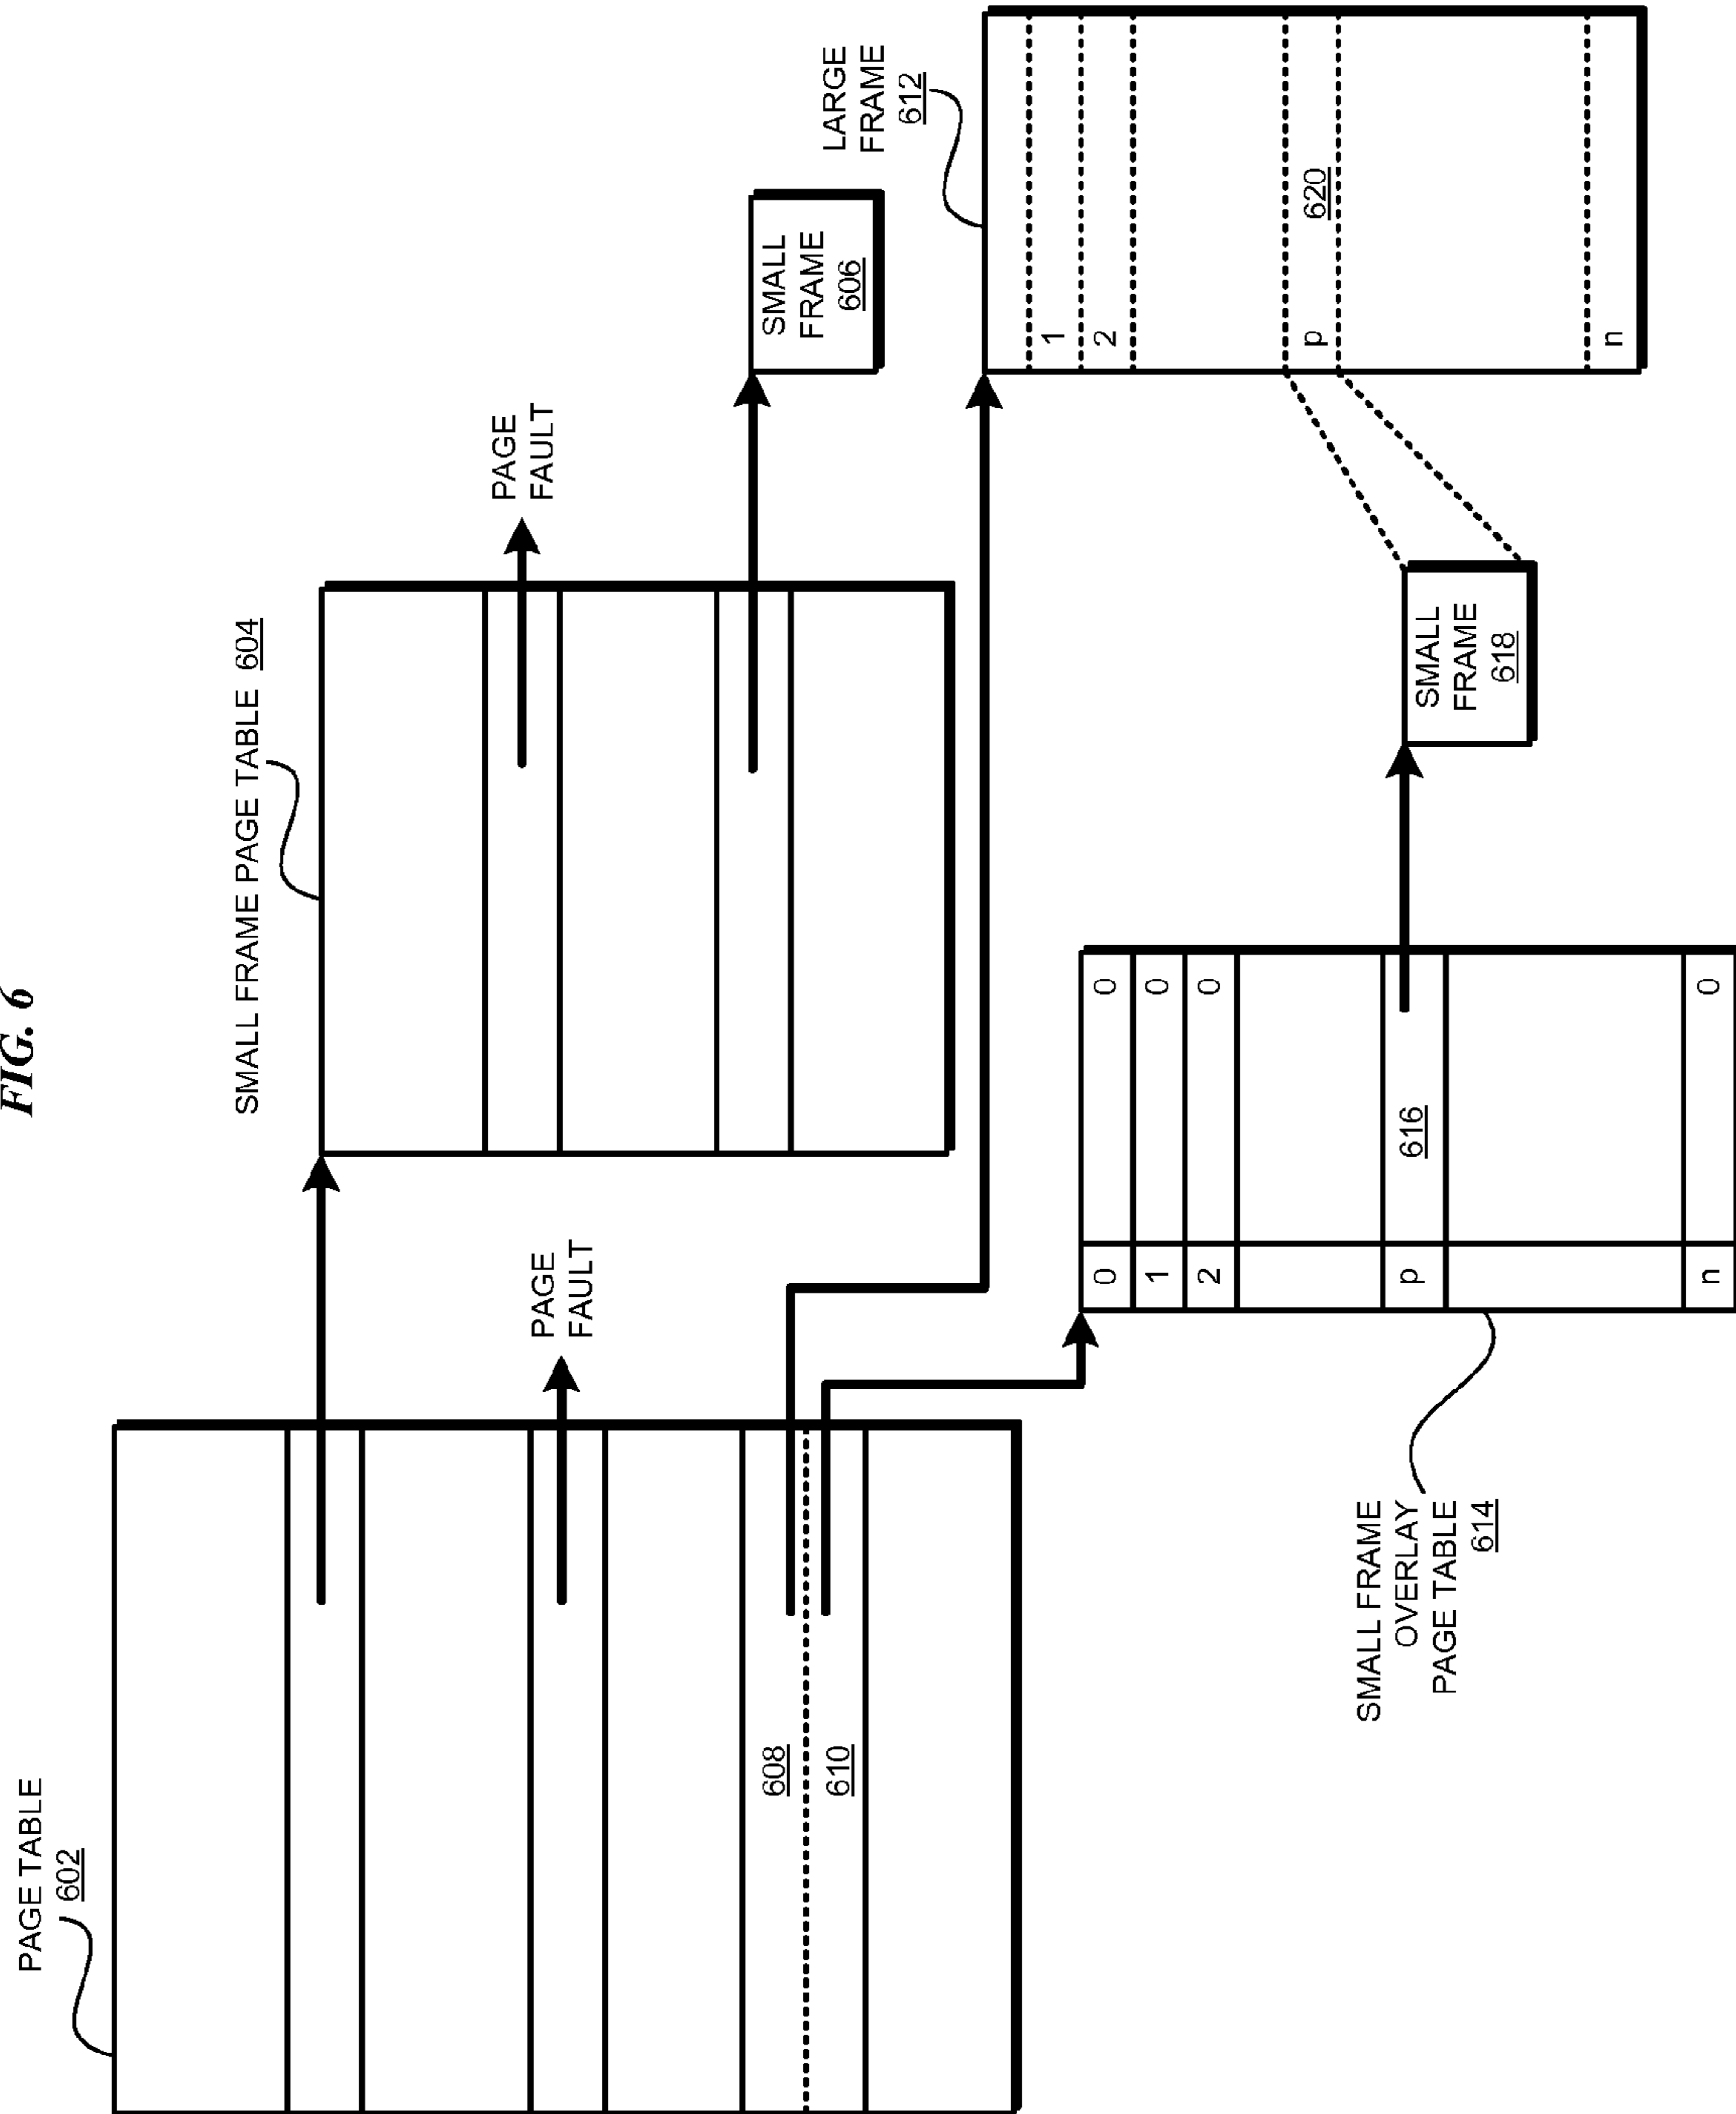 FIG. 6
PAGE TABLE
602
SMALL FRAME PAGE TABLE 604
PAGE
FAULT
PAGE
FAULT
SMALL
FRAME
606
608
610
LARGE
FRAME
612
1
2
p 620
n
0 0
1 0
2 0
p 616
n 0
SMALL FRAME
OVERLAY
PAGE TABLE
614
SMALL
FRAME
618